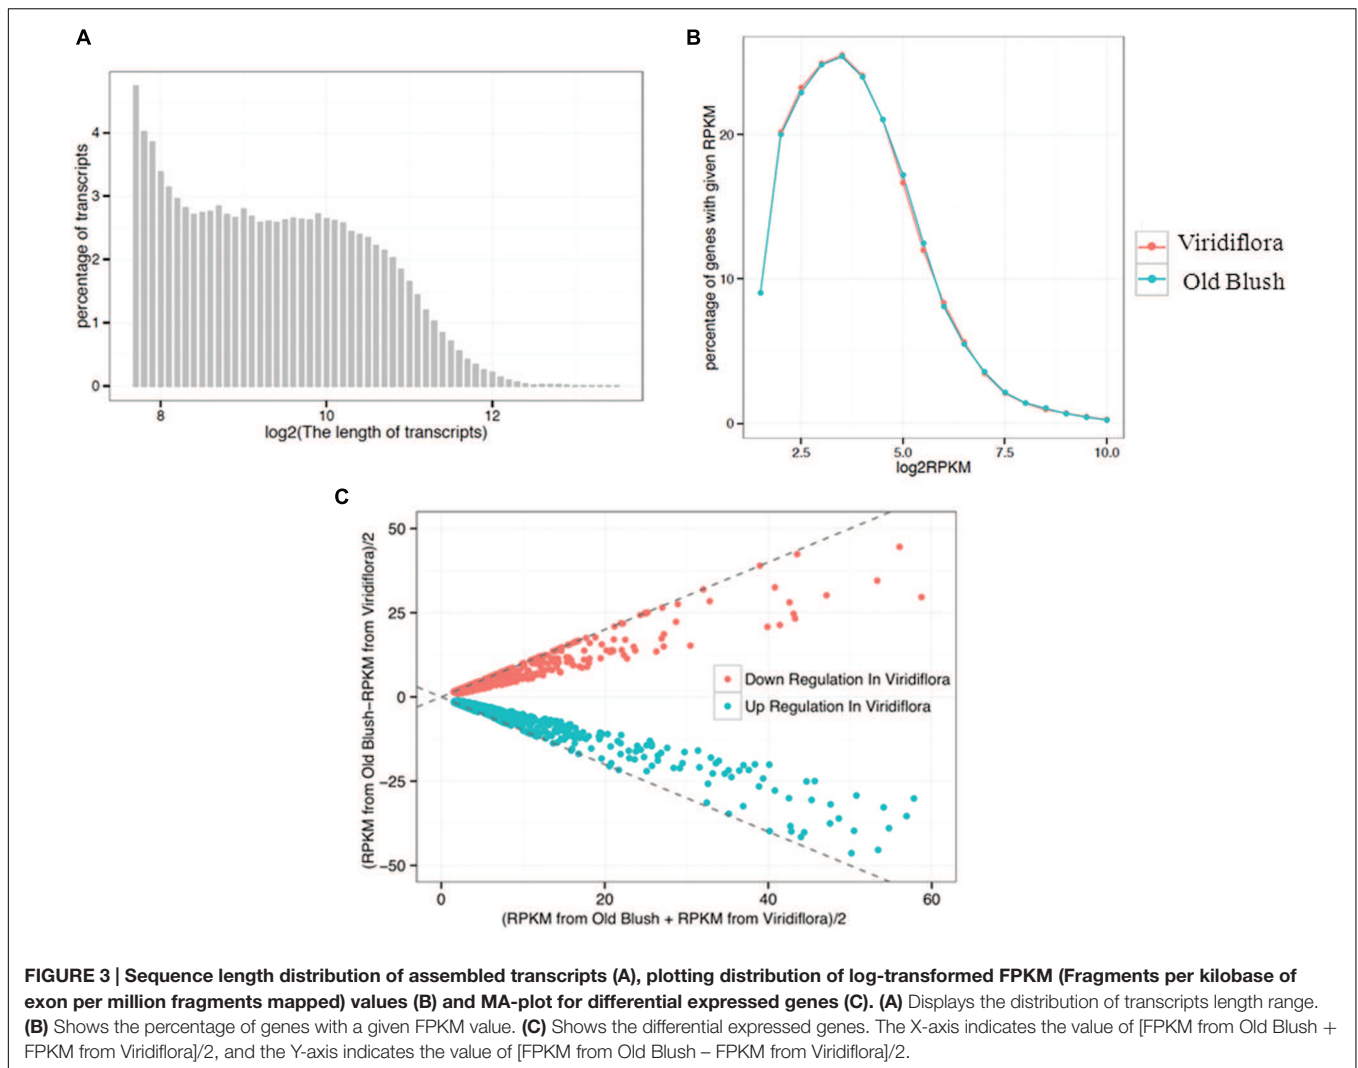 A
percentage of transcripts
4
3
2
1
0
8 10 12
log2(The length of transcripts)
B
percentage of genes with given RPKM
20
10
0
2.5 5.0 7.5 10.0
log2RPKM
Viridiflora
Old Blush
C
(RPKM from Old Blush–RPKM from Viridiflora)/2
50
25
0
−25
−50
Down Regulation In Viridiflora
Up Regulation In Viridiflora
0 20 40 60
(RPKM from Old Blush + RPKM from Viridiflora)/2
FIGURE 3 | Sequence length distribution of assembled transcripts (A), plotting distribution of log-transformed FPKM (Fragments per kilobase of
exon per million fragments mapped) values (B) and MA-plot for differential expressed genes (C). (A) Displays the distribution of transcripts length range.
(B) Shows the percentage of genes with a given FPKM value. (C) Shows the differential expressed genes. The X-axis indicates the value of [FPKM from Old Blush +
FPKM from Viridiflora]/2, and the Y-axis indicates the value of [FPKM from Old Blush – FPKM from Viridiflora]/2.